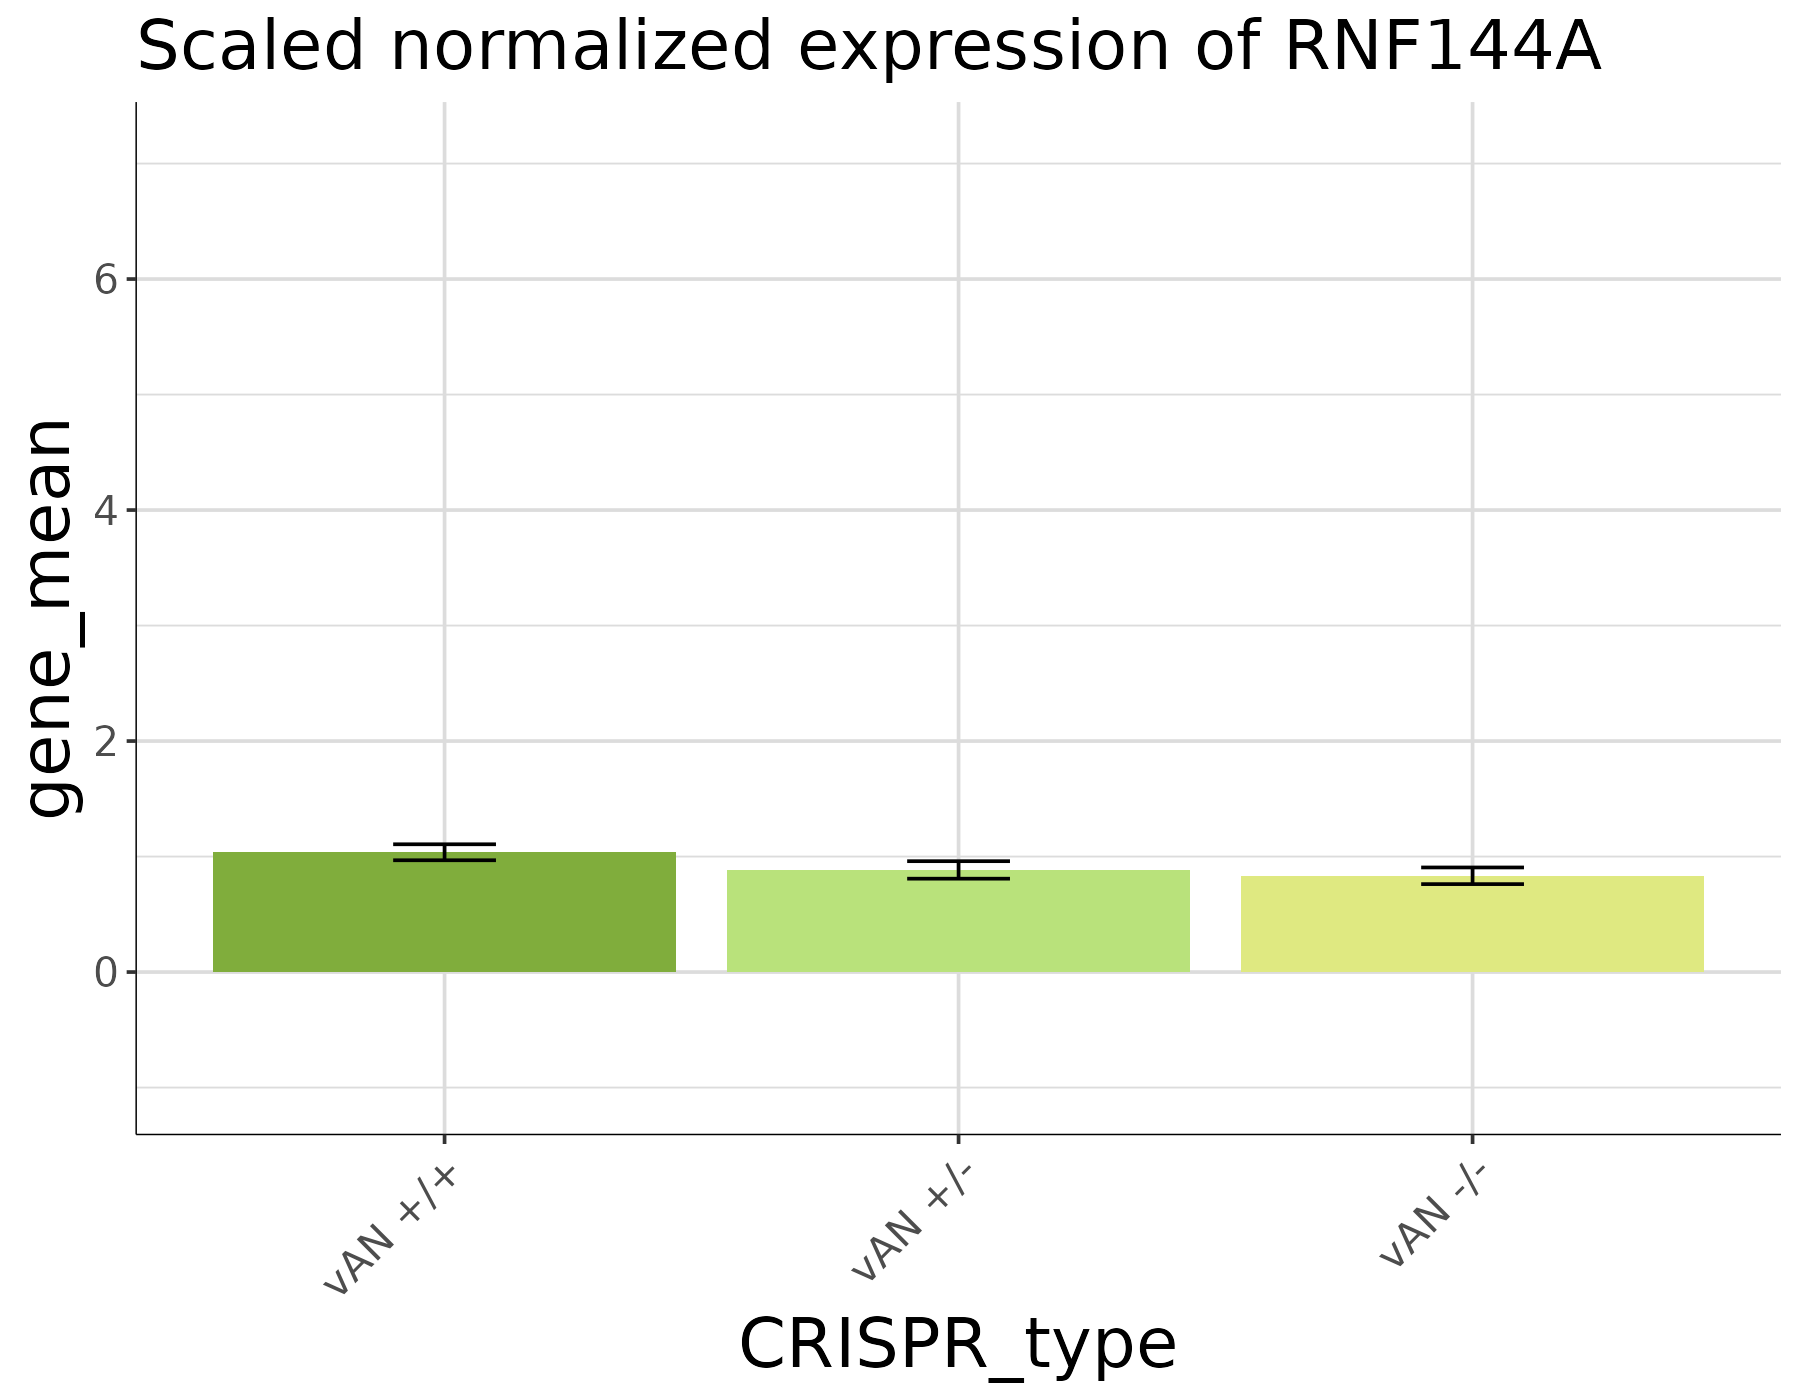 Scaled normalized expression of RNF144A
gene_mean
6
4
2
0
vAN +/+
vAN +/-
vAN -/-
CRISPR_type